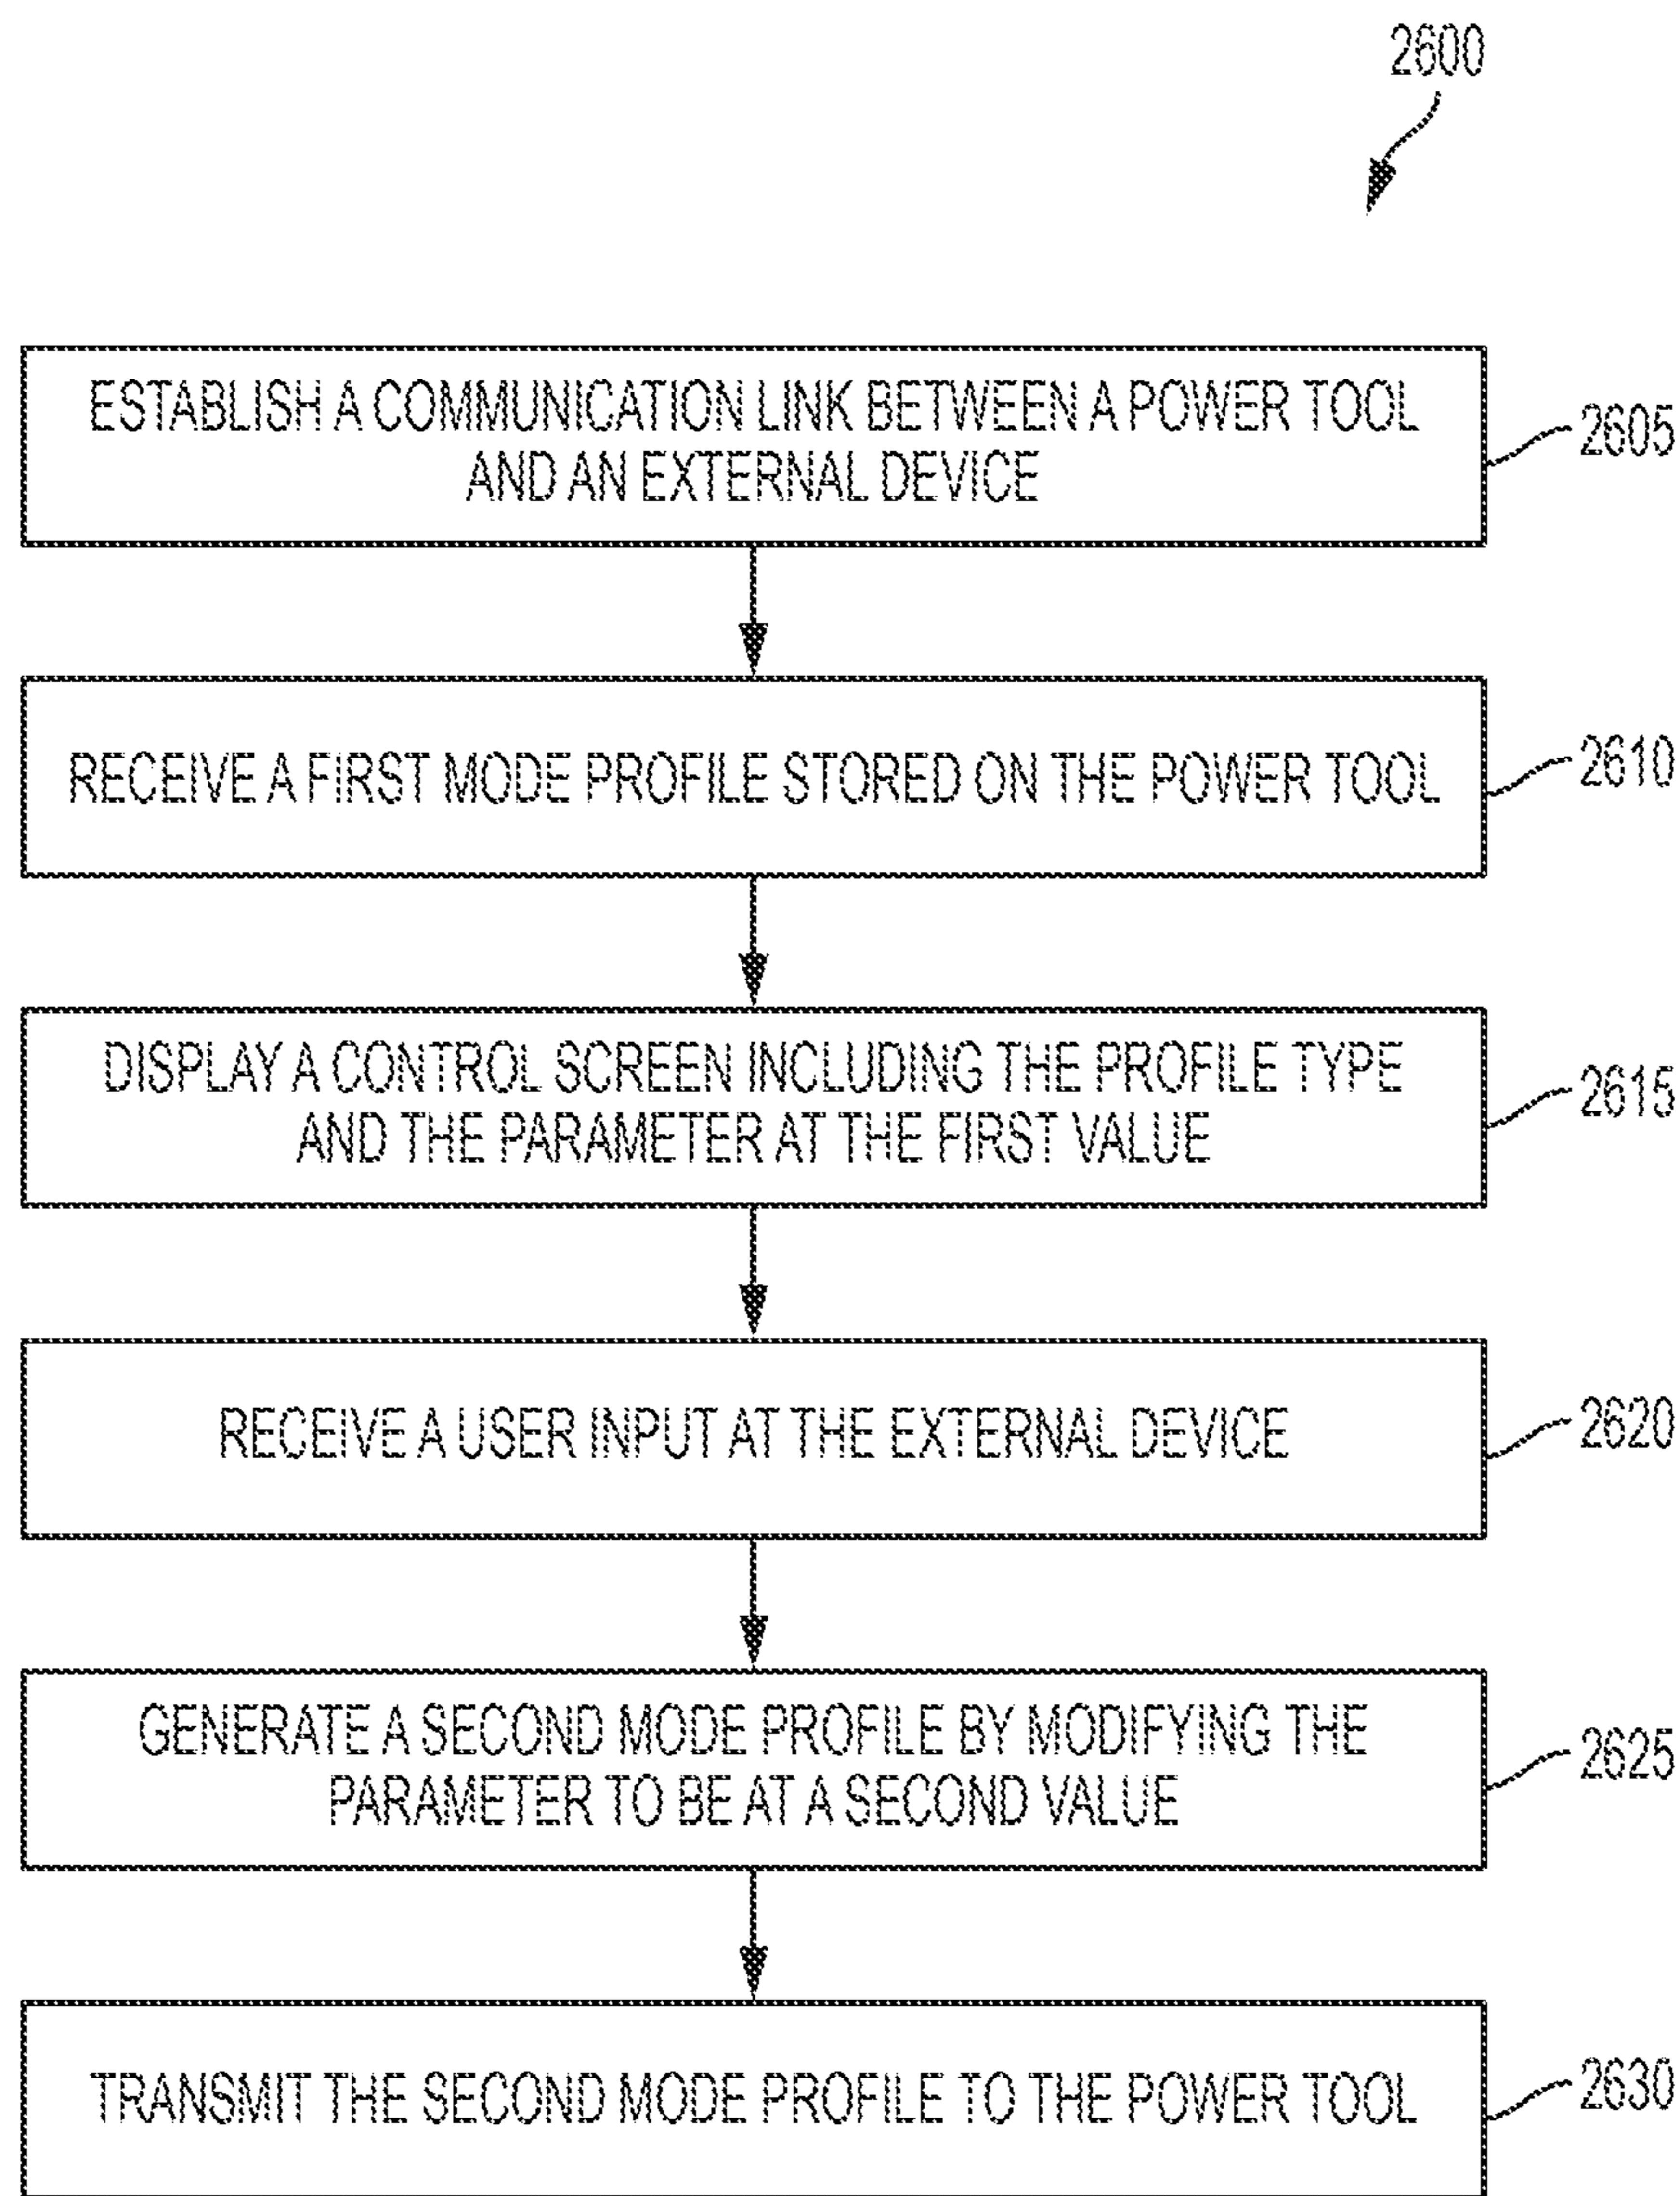 2600
ESTABLISH A COMMUNICATION LINK BETWEEN A POWER TOOL
AND AN EXTERNAL DEVICE
2605
RECEIVE A FIRST MODE PROFILE STORED ON THE POWER TOOL
2610
DISPLAY A CONTROL SCREEN INCLUDING THE PROFILE TYPE
AND THE PARAMETER AT THE FIRST VALUE
2615
RECEIVE A USER INPUT AT THE EXTERNAL DEVICE
2620
GENERATE A SECOND MODE PROFILE BY MODIFYING THE
PARAMETER TO BE AT A SECOND VALUE
2625
TRANSMIT THE SECOND MODE PROFILE TO THE POWER TOOL
2630